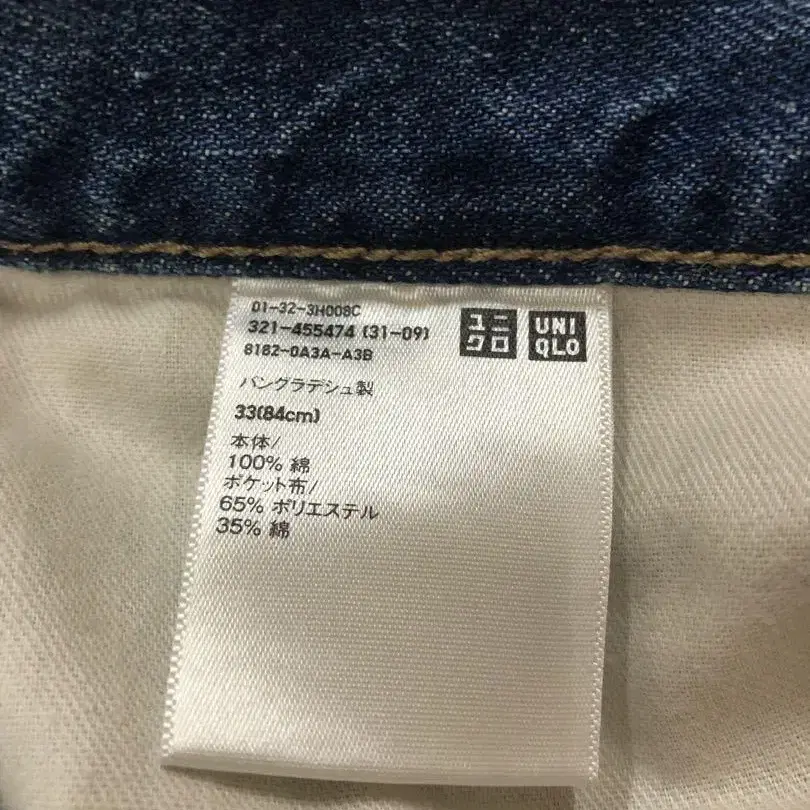 01-32-3H008C
321-455474 (31-09)
8182-0A3A-A3B
ユニクロ
UNIQLO
バングラデシュ製
33(84cm)
本体/
100% 綿
ポケット布/
65% ポリエステル
35% 綿